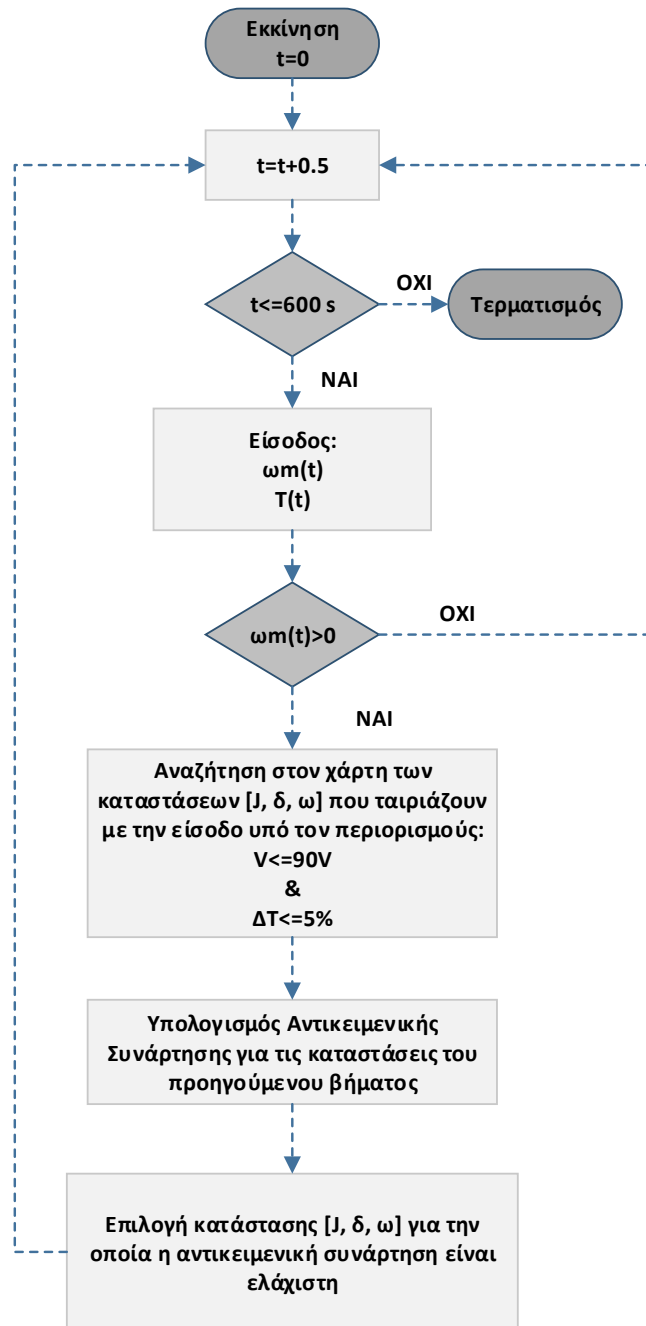 Εκκίνηση
t=0
t=t+0.5
t<=600 s
ΟΧΙ
Τερματισμός
ΝΑΙ
Είσοδος:
ωm(t)
T(t)
ωm(t)>0
ΟΧΙ
ΝΑΙ
Αναζήτηση στον χάρτη των
καταστάσεων [J, δ, ω] που ταιριάζουν
με την είσοδο υπό τον περιορισμούς:
V<=90V
&
ΔΤ<=5%
Υπολογισμός Αντικειμενικής
Συνάρτησης για τις καταστάσεις του
προηγούμενου βήματος
Επιλογή κατάστασης [J, δ, ω] για την
οποία η αντικειμενική συνάρτηση είναι
ελάχιστη